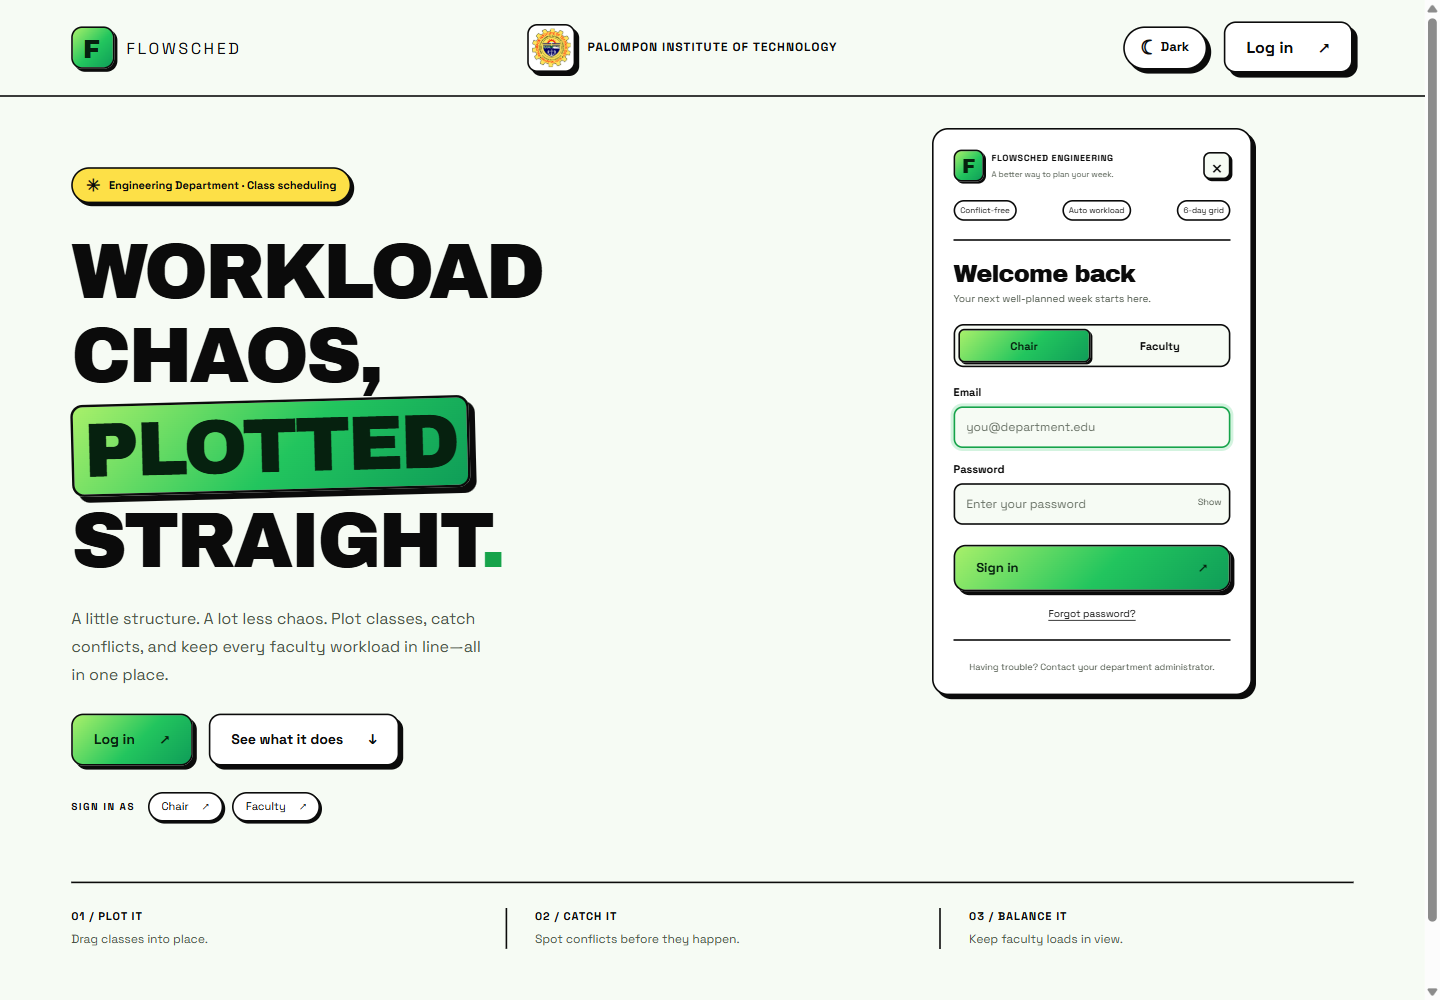 F FLOWSCHED
PALOMPON INSTITUTE OF TECHNOLOGY
Dark
Log in ↗
Engineering Department · Class scheduling
WORKLOAD
CHAOS,
PLOTTED
STRAIGHT.
A little structure. A lot less chaos. Plot classes, catch
conflicts, and keep every faculty workload in line—all
in one place.
Log in ↗
See what it does ↓
SIGN IN AS
Chair ↗
Faculty ↗
F FLOWSCHED ENGINEERING
A better way to plan your week.
×
Conflict-free
Auto workload
6-day grid
Welcome back
Your next well-planned week starts here.
Chair
Faculty
Email
you@department.edu
Password
Enter your password
Show
Sign in ↗
Forgot password?
Having trouble? Contact your department administrator.
01 / PLOT IT
Drag classes into place.
02 / CATCH IT
Spot conflicts before they happen.
03 / BALANCE IT
Keep faculty loads in view.